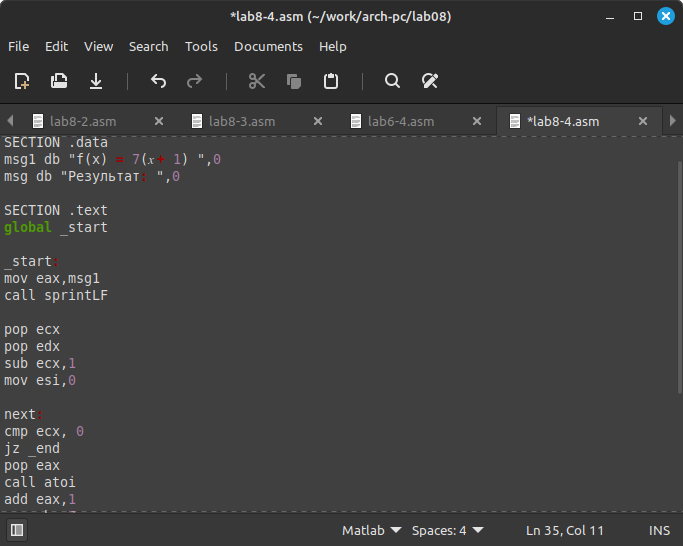 *lab8-4.asm (~/work/arch-pc/lab08)
File Edit View Search Tools Documents Help
lab8-2.asm lab8-3.asm lab6-4.asm *lab8-4.asm
SECTION .data
msg1 db "f(x) = 7(𝑥+ 1) ",0
msg db "Результат: ",0
SECTION .text
global _start
_start:
mov eax,msg1
call sprintLF
pop ecx
pop edx
sub ecx,1
mov esi,0
next:
cmp ecx, 0
jz _end
pop eax
call atoi
add eax,1
Matlab Spaces: 4 Ln 35, Col 11 INS